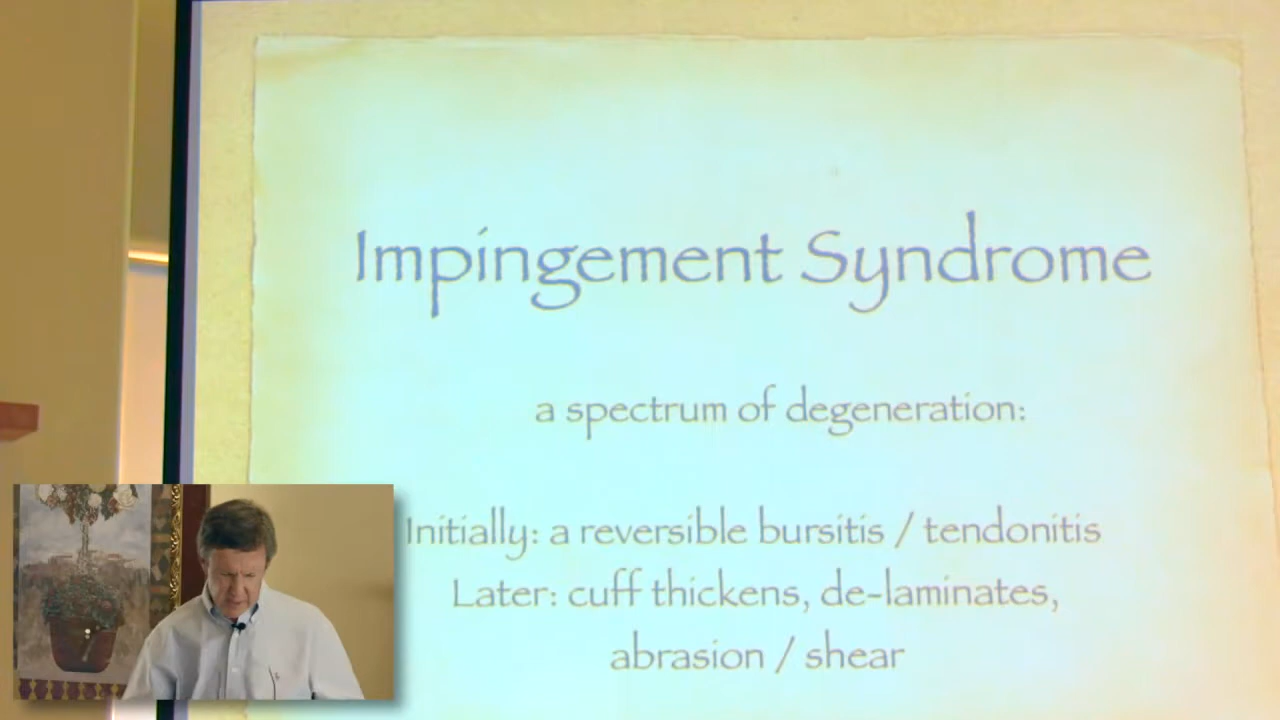 Impingement Syndrome
a spectrum of degeneration:
Initially: a reversible bursitis / tendonitis
Later: cuff thickens, de-laminates,
abrasion / shear